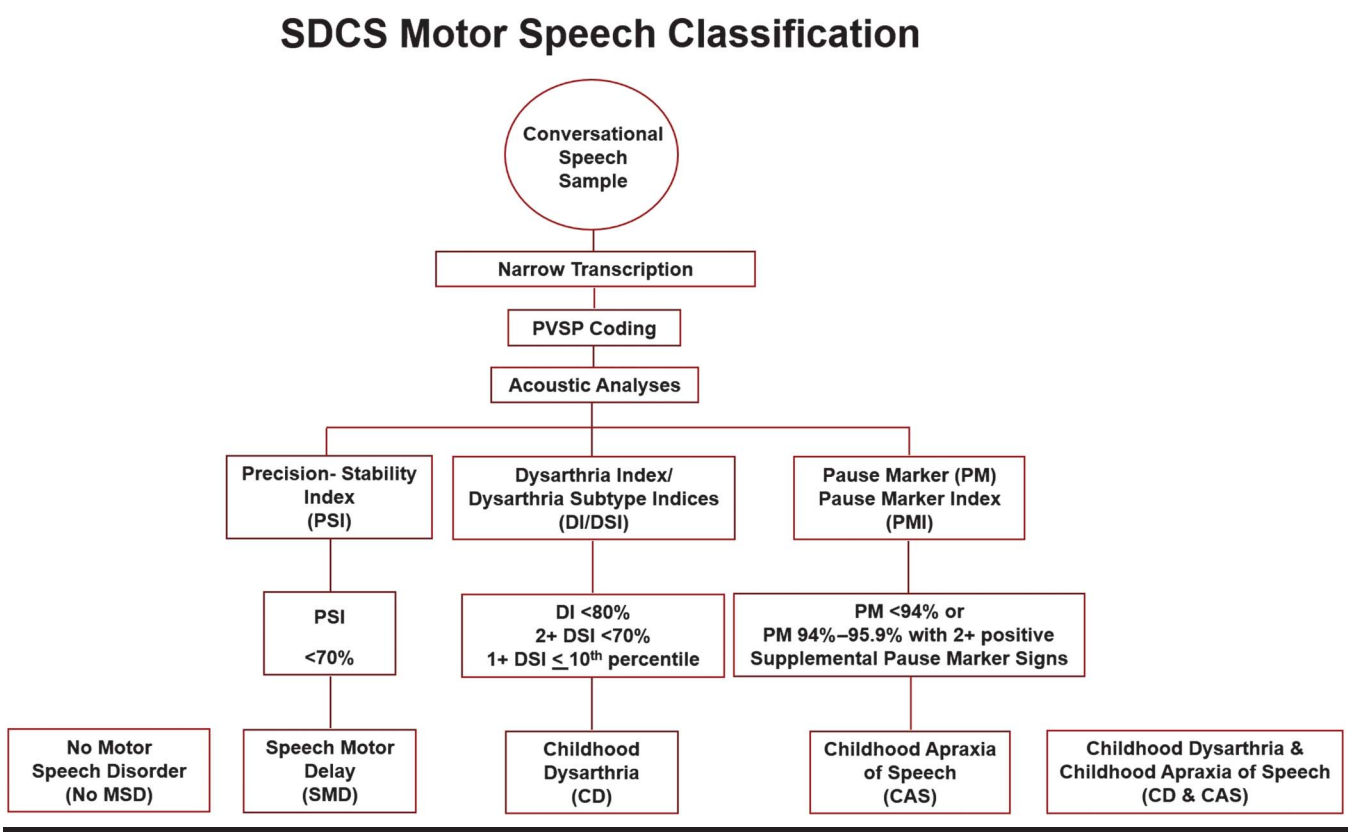 SDCS Motor Speech Classification
Conversational
Speech
Sample
Narrow Transcription
PVSP Coding
Acoustic Analyses
Precision- Stability
Index
(PSI)
Dysarthria Index/
Dysarthria Subtype Indices
(DI/DSI)
Pause Marker (PM)
Pause Marker Index
(PMI)
PSI
<70%
DI <80%
2+ DSI <70%
1+ DSI < 10th percentile
PM <94% or
PM 94%–95.9% with 2+ positive
Supplemental Pause Marker Signs
No Motor
Speech Disorder
(No MSD)
Speech Motor
Delay
(SMD)
Childhood
Dysarthria
(CD)
Childhood Apraxia
of Speech
(CAS)
Childhood Dysarthria &
Childhood Apraxia of Speech
(CD & CAS)